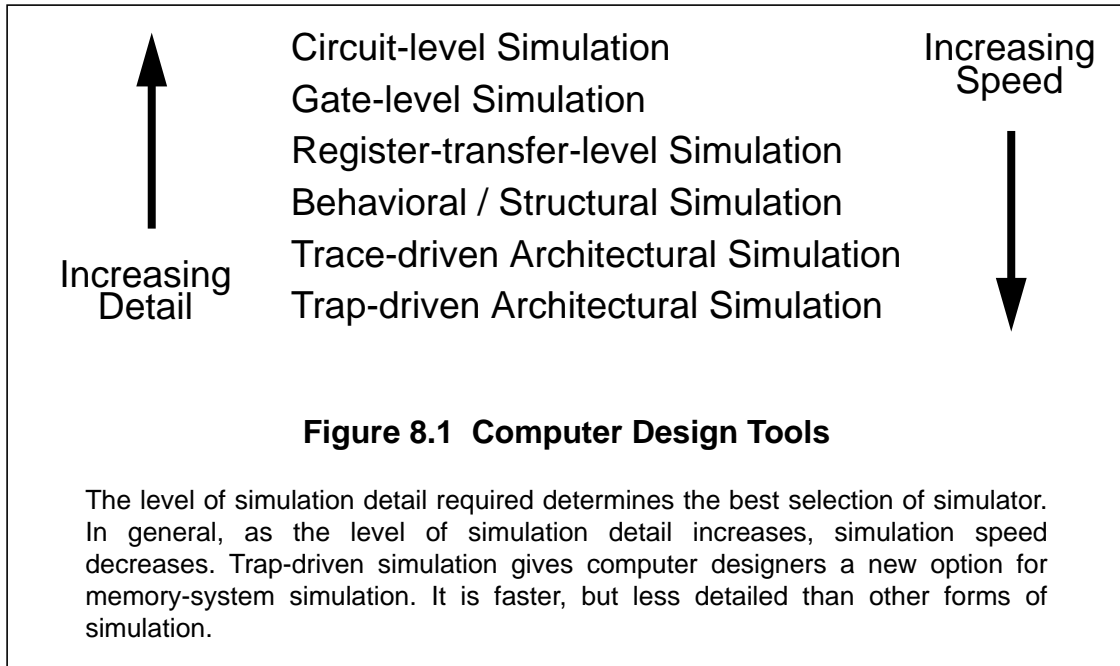 Circuit-level Simulation
Gate-level Simulation
Register-transfer-level Simulation
Behavioral / Structural Simulation
Trace-driven Architectural Simulation
Trap-driven Architectural Simulation
Increasing
Detail
Increasing
Speed
Figure 8.1 Computer Design Tools
The level of simulation detail required determines the best selection of simulator.
In general, as the level of simulation detail increases, simulation speed
decreases. Trap-driven simulation gives computer designers a new option for
memory-system simulation. It is faster, but less detailed than other forms of
simulation.